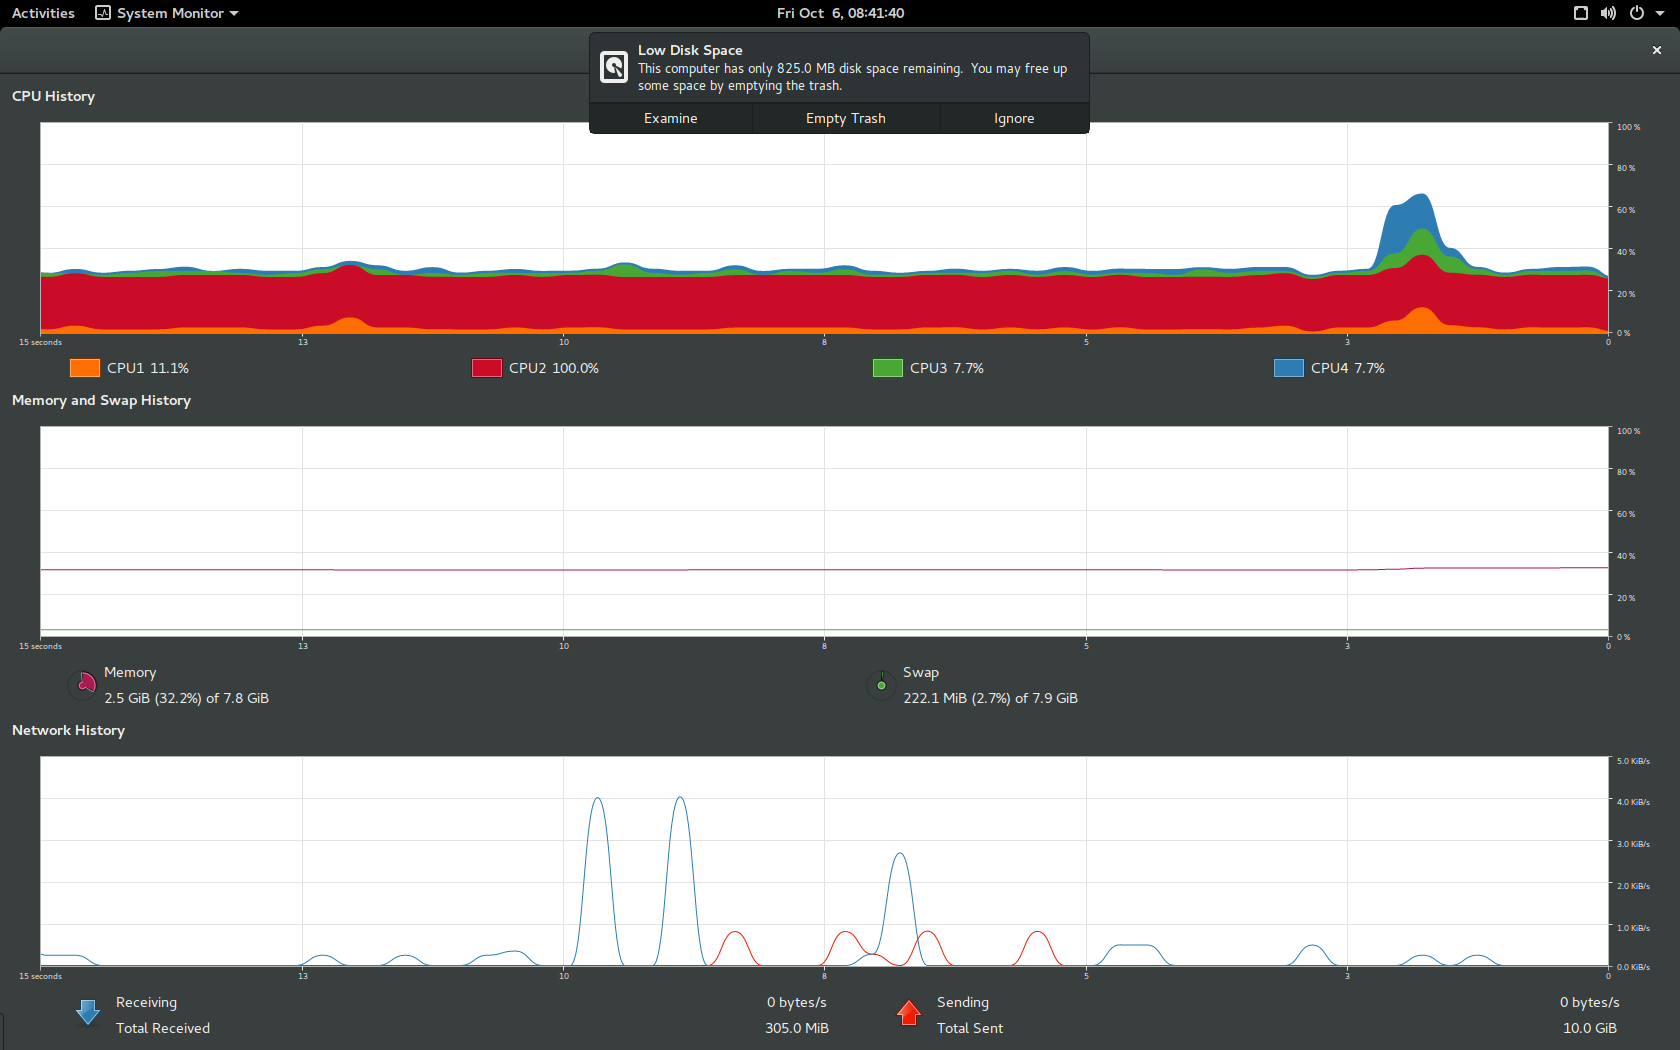 Activities System Monitor Fri Oct 6, 08:41:40
Low Disk Space
This computer has only 825.0 MB disk space remaining. You may free up
some space by emptying the trash.
Examine Empty Trash Ignore
CPU History
100 %
80 %
60 %
40 %
20 %
0 %
15 seconds 13 10 8 5 3 0
CPU1 11.1% CPU2 100.0% CPU3 7.7% CPU4 7.7%
Memory and Swap History
100 %
80 %
60 %
40 %
20 %
0 %
15 seconds 13 10 8 5 3 0
Memory Swap
2.5 GiB (32.2%) of 7.8 GiB 222.1 MiB (2.7%) of 7.9 GiB
Network History
5.0 KiB/s
4.0 KiB/s
3.0 KiB/s
2.0 KiB/s
1.0 KiB/s
0.0 KiB/s
15 seconds 13 10 8 5 3 0
Receiving 0 bytes/s Sending 0 bytes/s
Total Received 305.0 MiB Total Sent 10.0 GiB